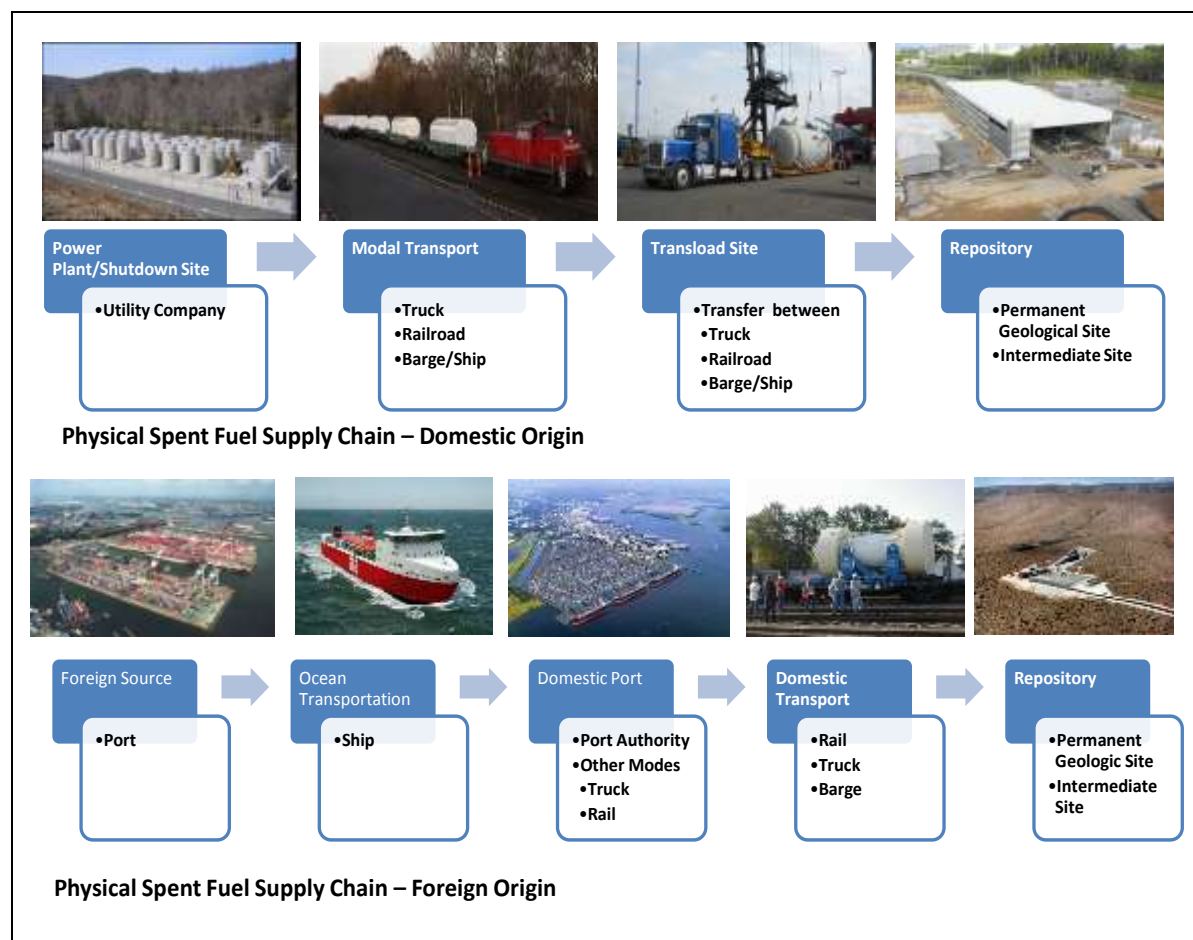 Power
Plant/Shutdown Site
•Utility Company
Modal Transport
•Truck
•Railroad
•Barge/Ship
Transload Site
•Transfer between
•Truck
•Railroad
•Barge/Ship
Repository
•Permanent
Geological Site
•Intermediate Site
Physical Spent Fuel Supply Chain – Domestic Origin
Foreign Source
•Port
Ocean
Transportation
•Ship
Domestic Port
•Port Authority
•Other Modes
•Truck
•Rail
Domestic
Transport
•Rail
•Truck
•Barge
Repository
•Permanent
Geologic Site
•Intermediate
Site
Physical Spent Fuel Supply Chain – Foreign Origin